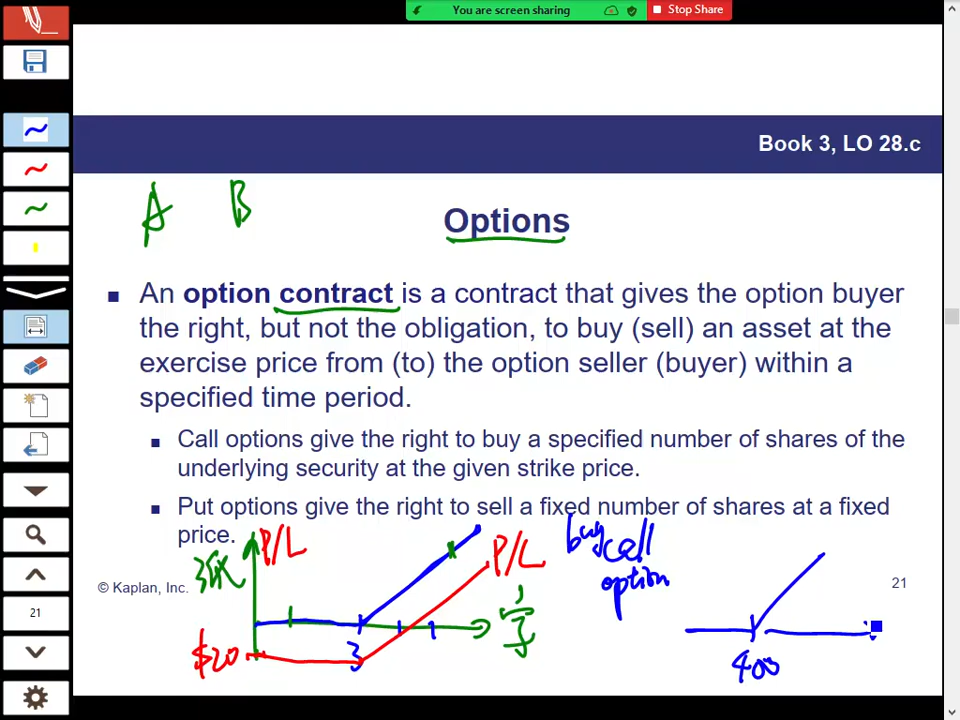 You are screen sharing
Stop Share
Book 3, LO 28.c
A B
Options
An option contract is a contract that gives the option buyer
the right, but not the obligation, to buy (sell) an asset at the
exercise price from (to) the option seller (buyer) within a
specified time period.
Call options give the right to buy a specified number of shares of the
underlying security at the given strike price.
Put options give the right to sell a fixed number of shares at a fixed
price.
P/L
P/L
buy call
option
© Kaplan, Inc.
21
$20
3
400
21